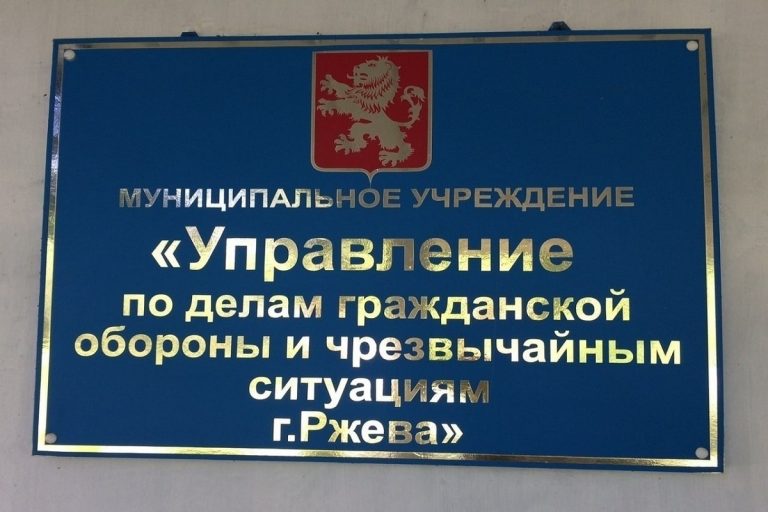 МУНИЦИПАЛЬНОЕ УЧРЕЖДЕНИЕ
«Управление
по делам гражданской
обороны и чрезвычайным
ситуациям
г.Ржева»